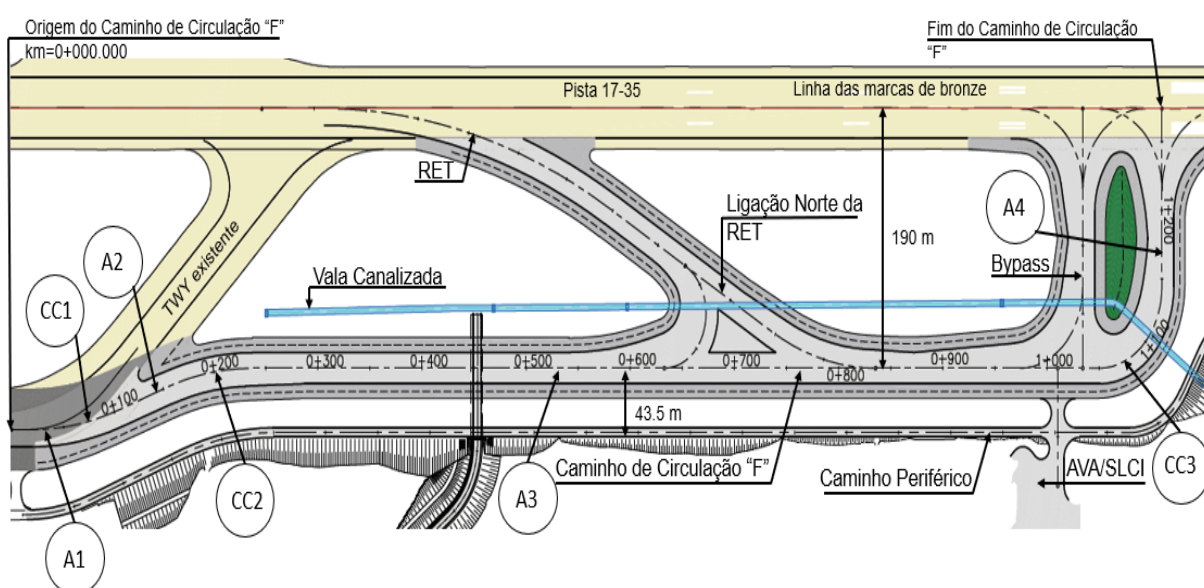 Origem do Caminho de Circulação “F”
km=0+000.000
Fim do Caminho de Circulação
“F”
Pista 17-35
Linha das marcas de bronze
RET
Ligação Norte da
RET
A4
1+200
190 m
Bypass
TWY existente
A2
Vala Canalizada
CC1
0+100
0+200
0+300
0+400
0+500
0+600
0+700
0+800
0+900
1+000
1+100
43.5 m
CC2
A3
Caminho de Circulação “F”
Caminho Periférico
AVA/SLCI
CC3
A1